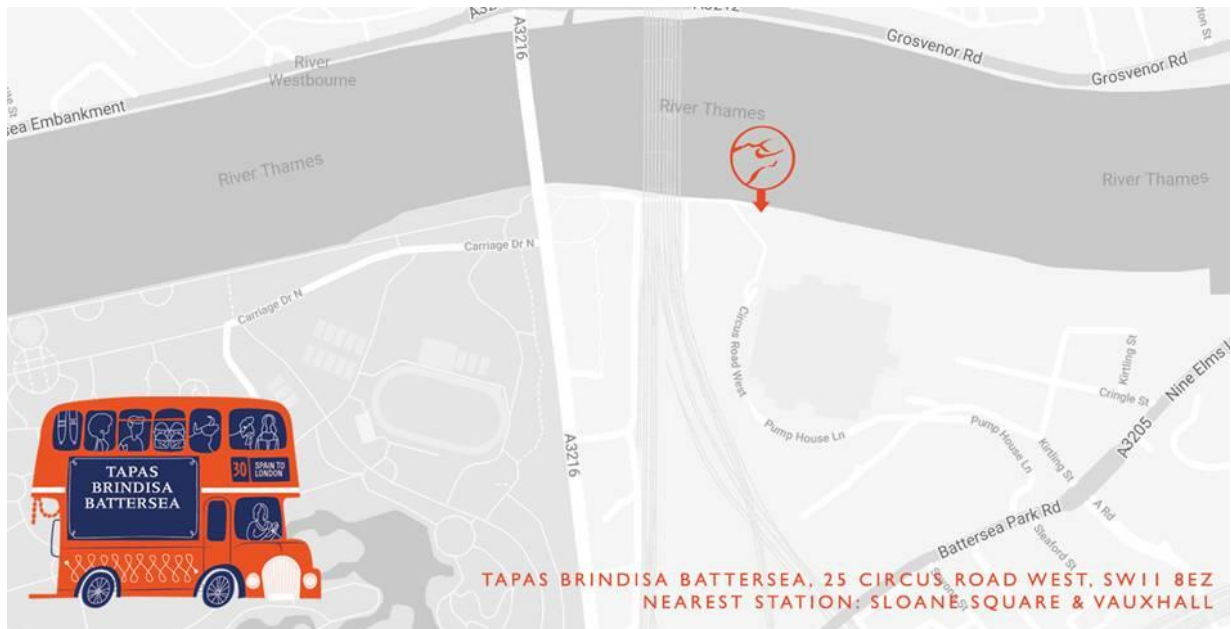 A3212
Grosvenor Rd
Grosvenor Rd
A3216
River
Westbourne
sea Embankment
River Thames
River Thames
River Thames
Carriage Dr N
Carriage Dr N
Circus Road West
Kirtling St
Cringle St
Nine Elms
A3205
Pump House Ln
Pump House Ln
Kirtling St
A Rd
Sleaford St
Battersea Park Rd
A3216
TAPAS
BRINDISA
BATTERSEA
30
SPAIN TO
LONDON
TAPAS BRINDISA BATTERSEA, 25 CIRCUS ROAD WEST, SW11 8EZ
NEAREST STATION: SLOANE SQUARE & VAUXHALL